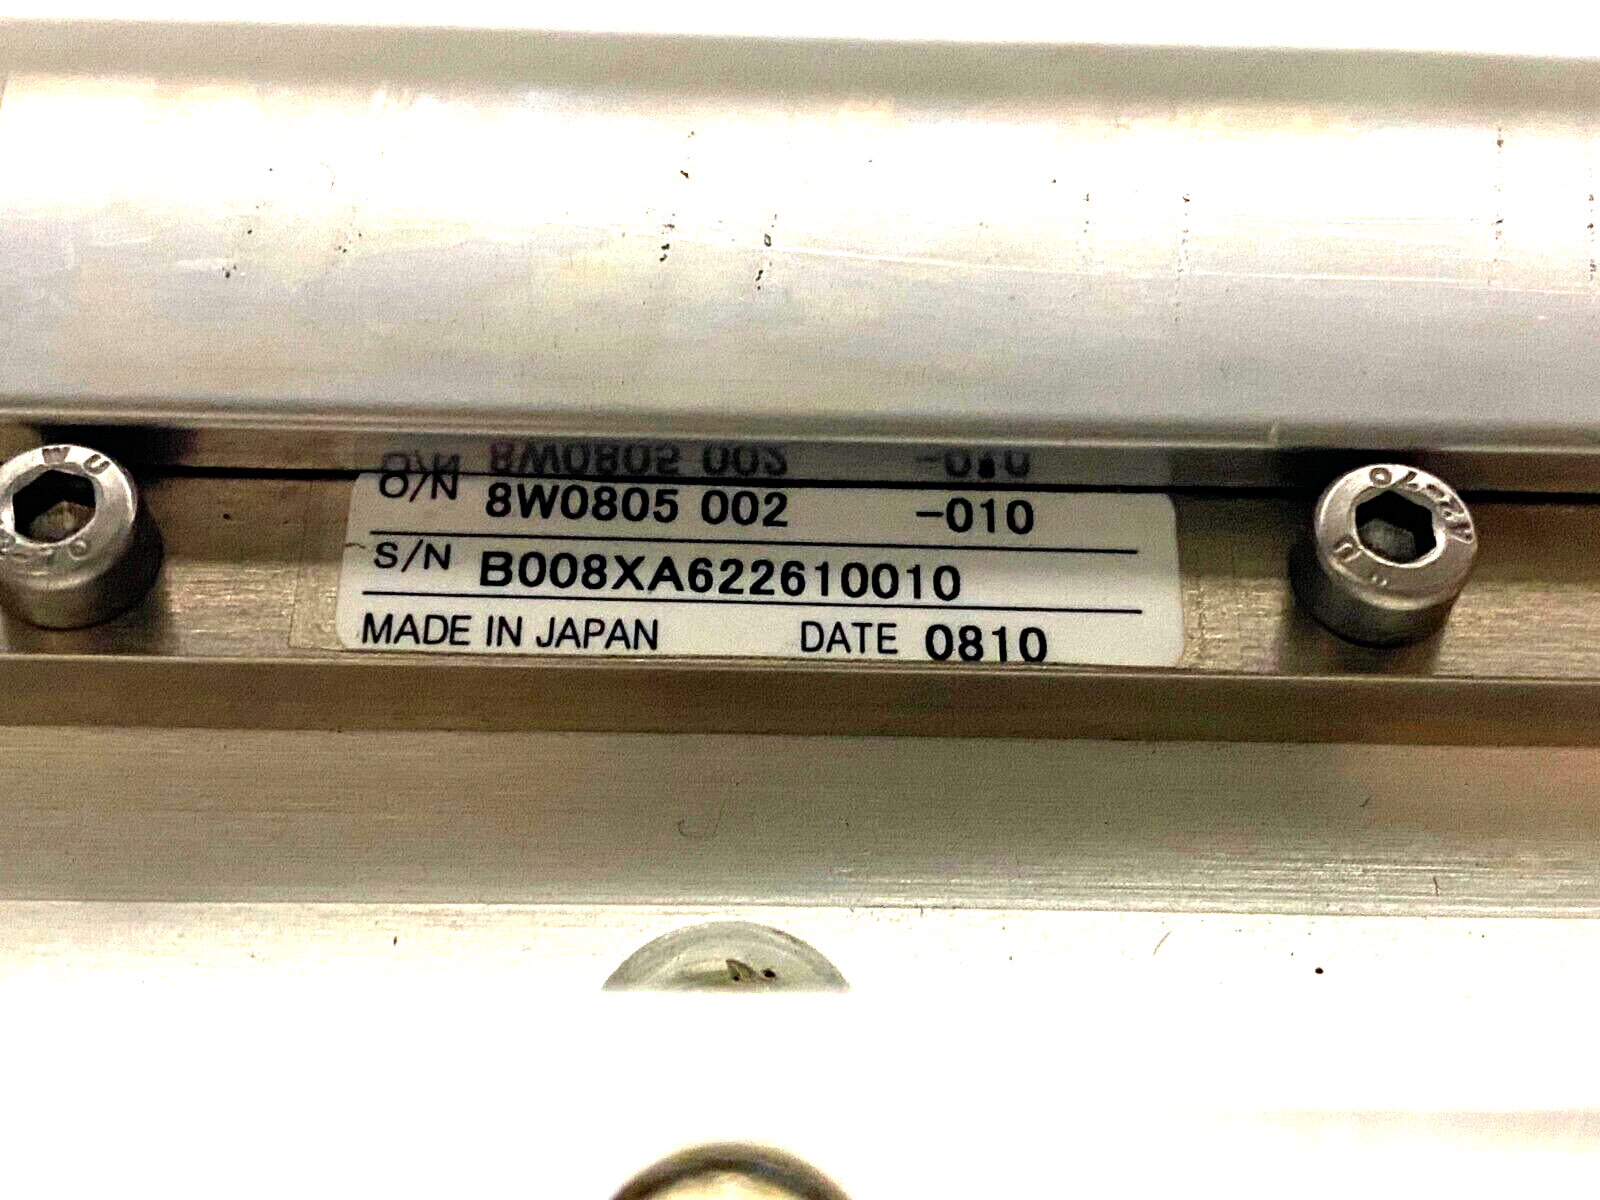 O/N 8W0805 002 -010
S/N B008XA622610010
MADE IN JAPAN DATE 0810